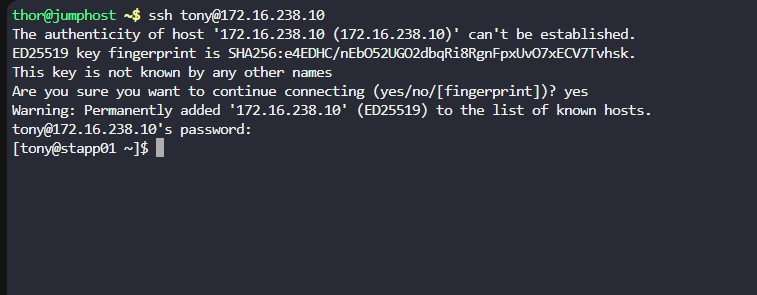 thor@jumphost ~$ ssh tony@172.16.238.10
The authenticity of host '172.16.238.10 (172.16.238.10)' can't be established.
ED25519 key fingerprint is SHA256:e4EDHC/nEbO52UGO2dbqRi8RgnFpxUvO7xECV7Tvhsk.
This key is not known by any other names
Are you sure you want to continue connecting (yes/no/[fingerprint])? yes
Warning: Permanently added '172.16.238.10' (ED25519) to the list of known hosts.
tony@172.16.238.10's password:
[tony@stapp01 ~]$